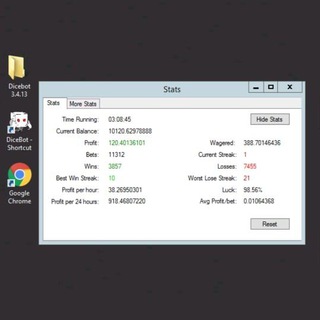 Dicebot
3.4.13
DiceBot -
Shortcut
Google
Chrome
Stats
Stats More Stats
Time Running: 03:08:45 Hide Stats
Current Balance: 10120.62978888
Profit: 120.40136101 Wagered: 388.70146436
Bets: 11312 Current Streak: 1
Wins: 3857 Losses: 7455
Best Win Streak: 10 Worst Lose Streak: 21
Profit per hour: 38.26950301 Luck: 98.56%
Profit per 24 hours: 918.46807220 Avg Profit/bet: 0.01064368
Reset